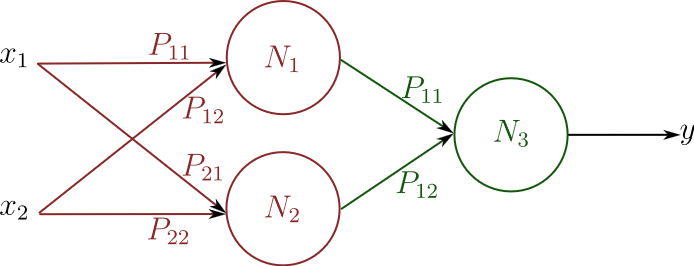 x₁
P₁₁
N₁
P₁₂
P₁₁
N₃
y
P₂₁
P₁₂
x₂
P₂₂
N₂